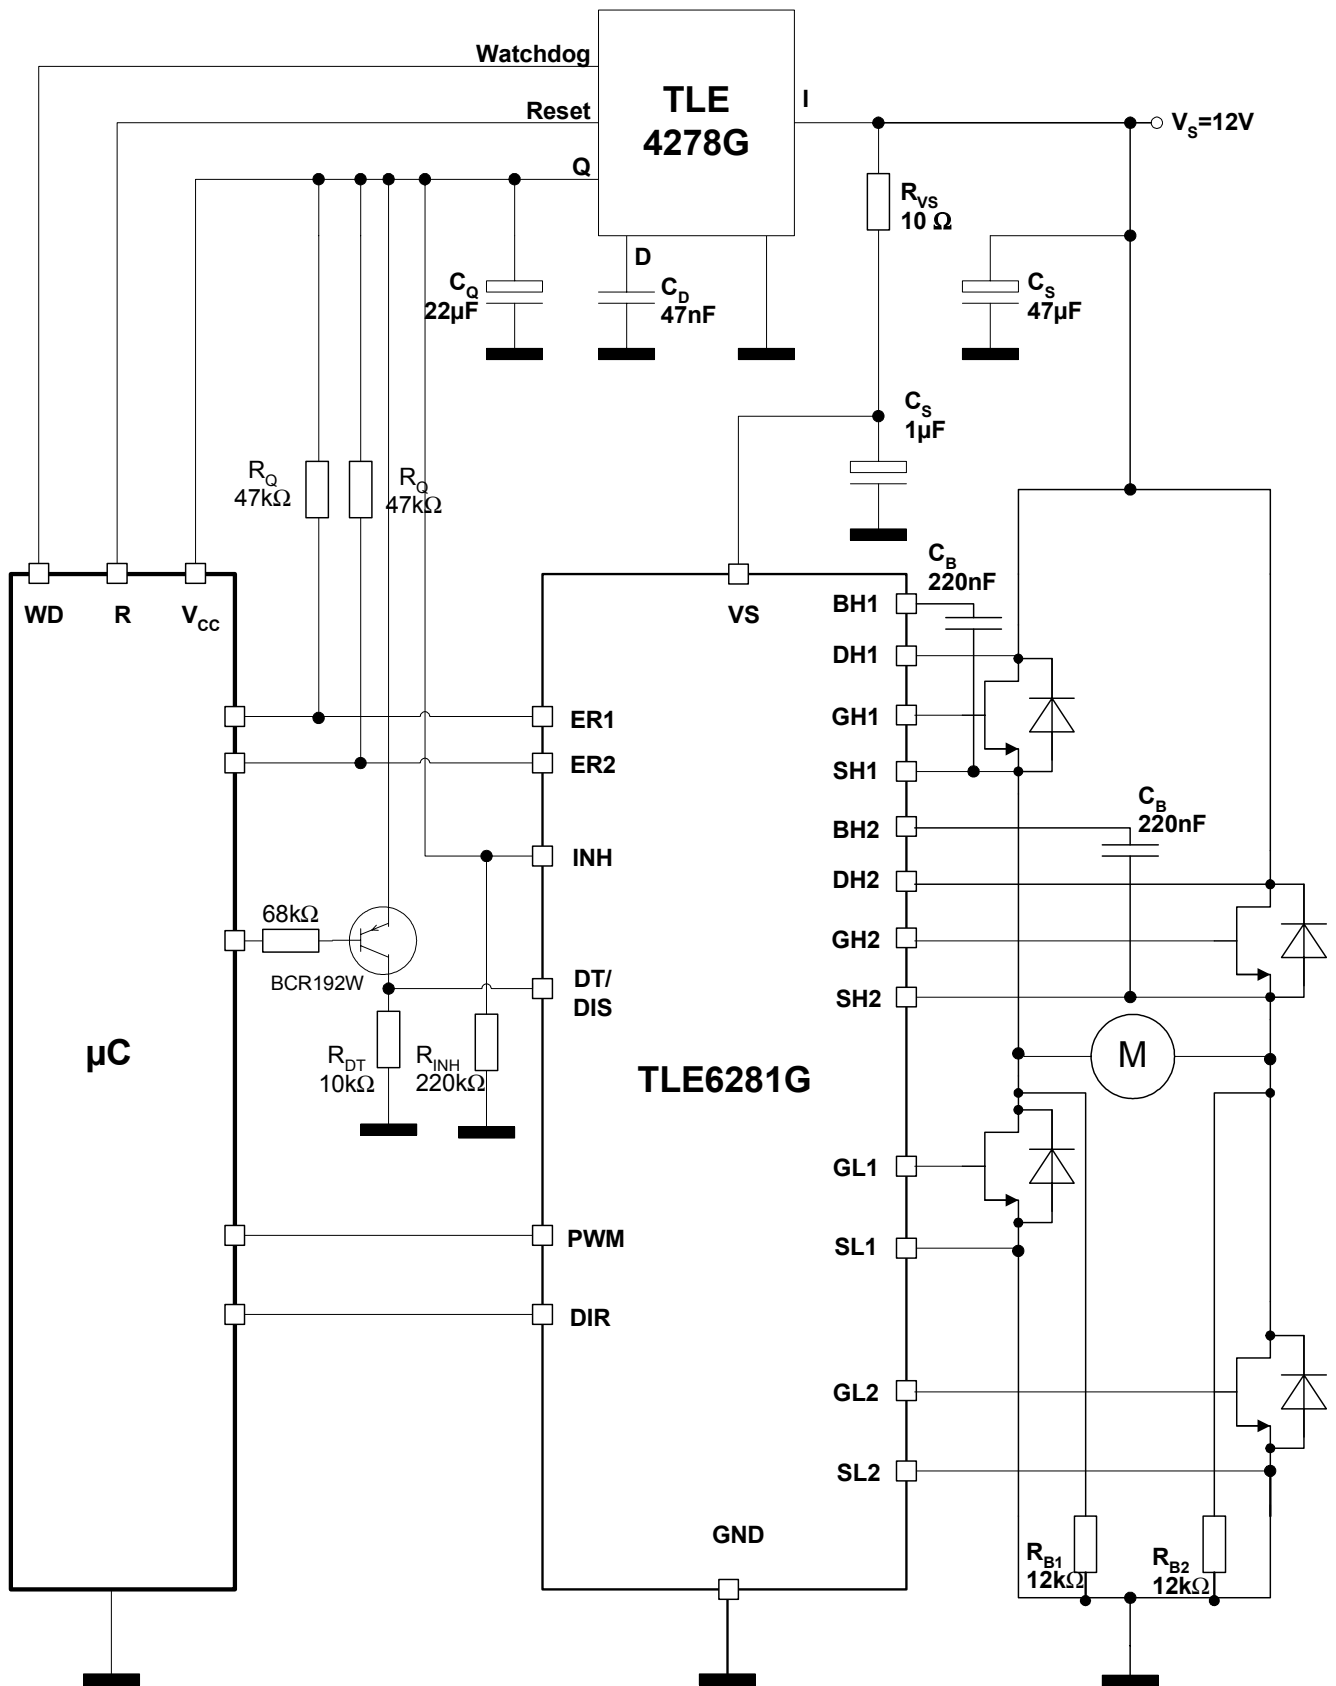 Watchdog
TLE
4278G
I
Reset
V_S=12V
Q
R_VS
10 Ω
D
C_Q
22µF
C_D
47nF
C_S
47µF
C_S
1µF
R_Q
47kΩ
R_Q
47kΩ
C_B
220nF
WD
R
V_CC
VS
BH1
DH1
GH1
ER1
ER2
SH1
C_B
220nF
BH2
INH
DH2
68kΩ
GH2
BCR192W
DT/
DIS
SH2
µC
R_DT
10kΩ
R_INH
220kΩ
TLE6281G
M
GL1
PWM
SL1
DIR
GL2
SL2
GND
R_B1
12kΩ
R_B2
12kΩ